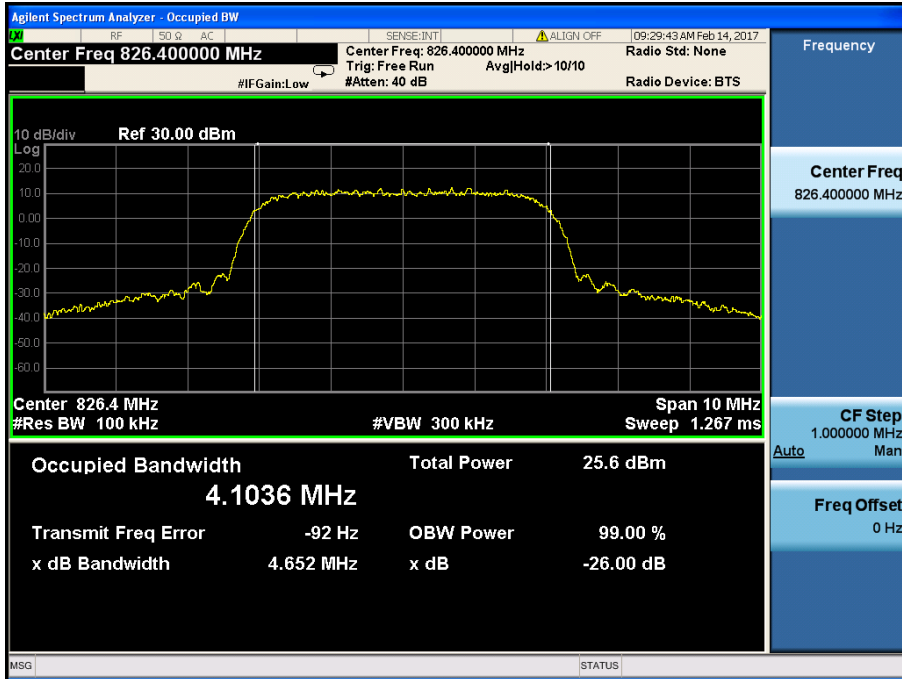 Agilent Spectrum Analyzer - Occupied BW
LXI RF 50 Ω AC SENSE:INT ALIGN OFF 09:29:43 AM Feb 14, 2017
Center Freq 826.400000 MHz
Center Freq: 826.400000 MHz
Radio Std: None
Trig: Free Run Avg|Hold:>10/10
#IFGain:Low #Atten: 40 dB Radio Device: BTS
10 dB/div Ref 30.00 dBm
Log
20.0
10.0
0.00
-10.0
-20.0
-30.0
-40.0
-50.0
-60.0
Center 826.4 MHz Span 10 MHz
#Res BW 100 kHz #VBW 300 kHz Sweep 1.267 ms
Occupied Bandwidth Total Power 25.6 dBm
4.1036 MHz
Transmit Freq Error -92 Hz OBW Power 99.00 %
x dB Bandwidth 4.652 MHz x dB -26.00 dB
MSG STATUS
Frequency
Center Freq
826.400000 MHz
CF Step
1.000000 MHz
Auto Man
Freq Offset
0 Hz